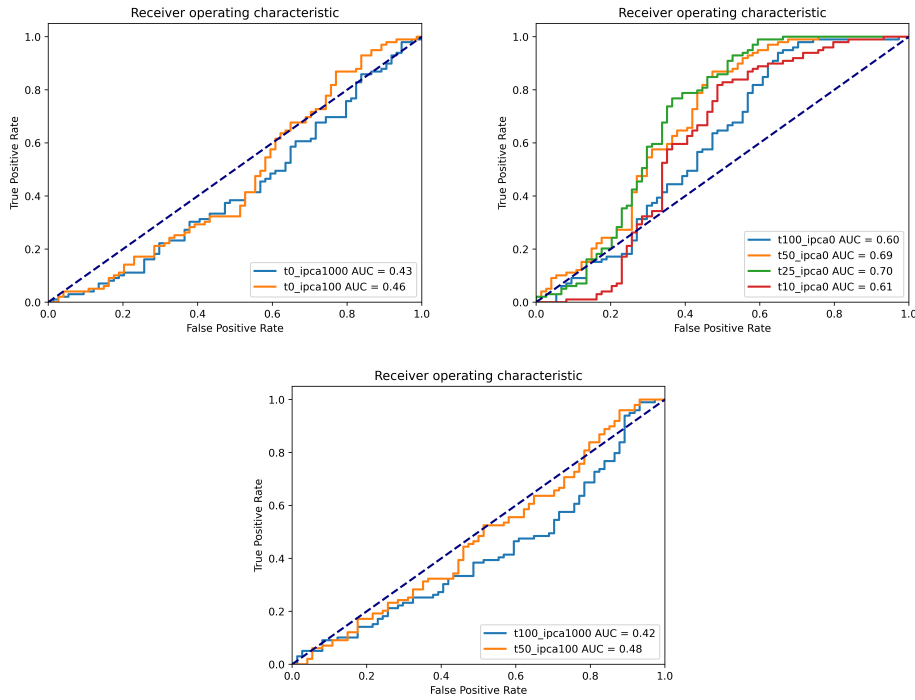 Receiver operating characteristic
1.0
0.8
0.6
0.4
0.2
0.0
True Positive Rate
0.0 0.2 0.4 0.6 0.8 1.0
False Positive Rate
t0_ipca1000 AUC = 0.43
t0_ipca100 AUC = 0.46
Receiver operating characteristic
1.0
0.8
0.6
0.4
0.2
0.0
True Positive Rate
0.0 0.2 0.4 0.6 0.8 1.0
False Positive Rate
t100_ipca0 AUC = 0.60
t50_ipca0 AUC = 0.69
t25_ipca0 AUC = 0.70
t10_ipca0 AUC = 0.61
Receiver operating characteristic
1.0
0.8
0.6
0.4
0.2
0.0
True Positive Rate
0.0 0.2 0.4 0.6 0.8 1.0
False Positive Rate
t100_ipca1000 AUC = 0.42
t50_ipca100 AUC = 0.48